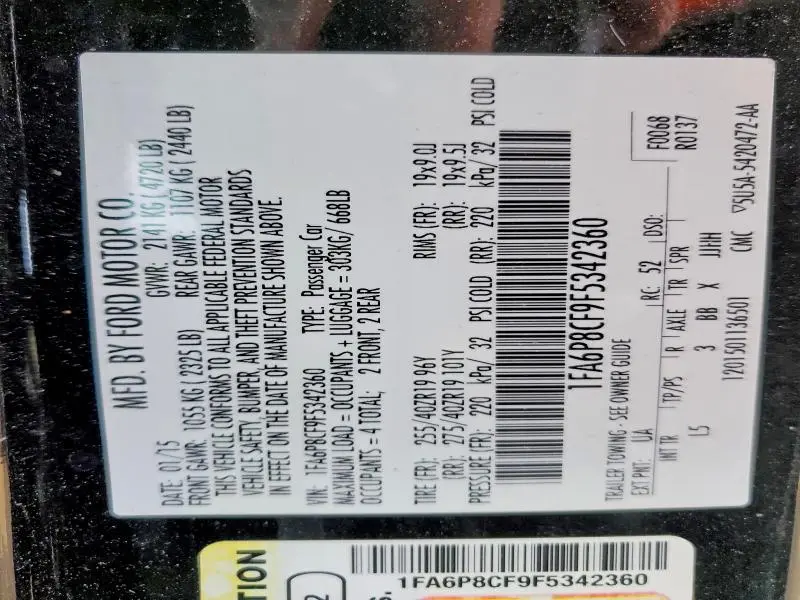 MFD. BY FORD MOTOR CO.
DATE: 01/15 GVWR: 2141 KG ( 4720 LB)
FRONT GAWR: 1055 KG ( 2325 LB) REAR GAWR: 1107 KG ( 2440 LB)
THIS VEHICLE CONFORMS TO ALL APPLICABLE FEDERAL MOTOR
VEHICLE SAFETY, BUMPER, AND THEFT PREVENTION STANDARDS
IN EFFECT ON THE DATE OF MANUFACTURE SHOWN ABOVE.
VIN: 1FA6P8CF9F5342360 TYPE: Passenger Car
MAXIMUM LOAD = OCCUPANTS + LUGGAGE = 303KG/ 668LB
OCCUPANTS = 4 TOTAL; 2 FRONT, 2 REAR
TIRE (FR): 255/40ZR19 96Y RIMS (FR): 19x9.0J
(RR): 275/40ZR19 101Y (RR): 19x9.5J
PRESSURE (FR): 220 kPa/ 32 PSI COLD (RR): 220 kPa/ 32 PSI COLD
1FA6P8CF9F5342360
TRAILER TOWING - SEE OWNER GUIDE F0068
EXT PNT: UA RC: 52 DSO: R0137
INT TR TP/PS R AXLE TR SPR
L5 3 BB X JJHH
1201501136501 CMC ▽5U5A-5420472-AA
TION
2
S.
1FA6P8CF9F5342360